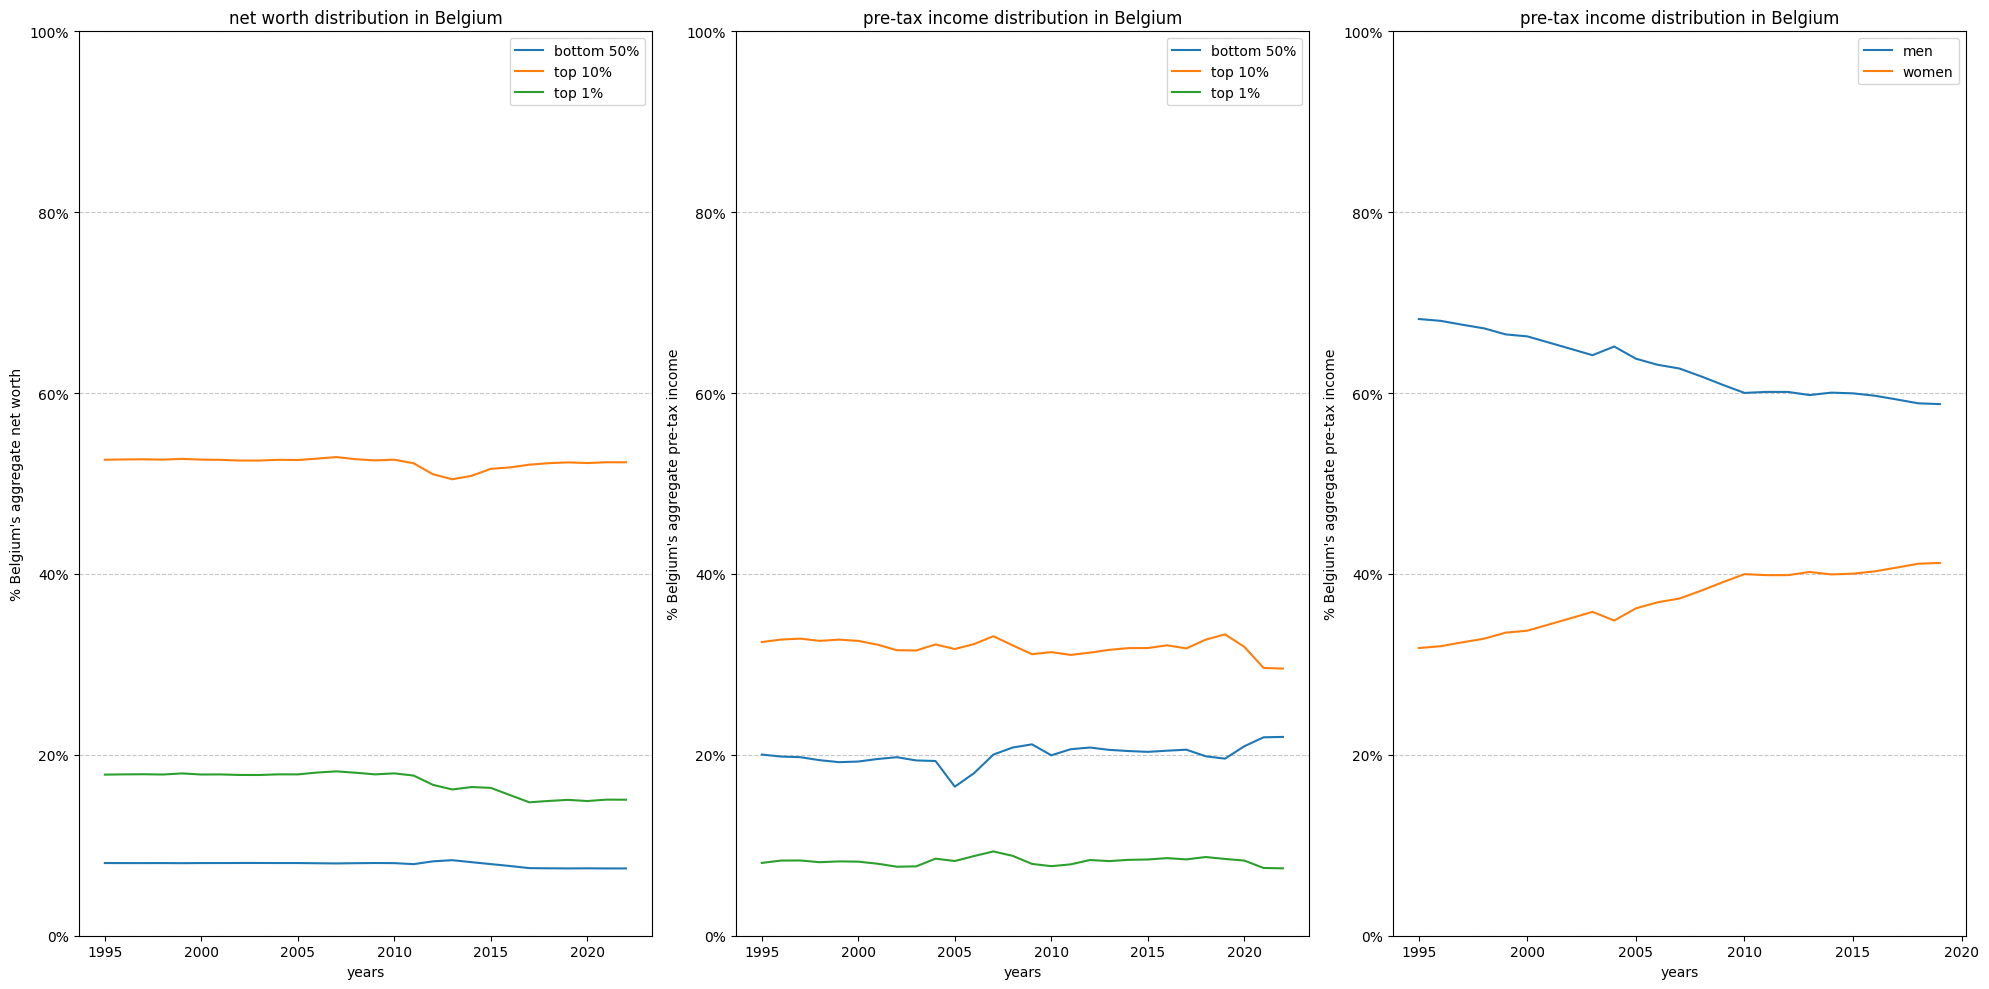 net worth distribution in Belgium
100%
80%
60%
40%
20%
0%
% Belgium's aggregate net worth
bottom 50%
top 10%
top 1%
1995
2000
2005
2010
2015
2020
years
pre-tax income distribution in Belgium
100%
80%
60%
40%
20%
0%
% Belgium's aggregate pre-tax income
bottom 50%
top 10%
top 1%
1995
2000
2005
2010
2015
2020
years
pre-tax income distribution in Belgium
100%
80%
60%
40%
20%
0%
% Belgium's aggregate pre-tax income
men
women
1995
2000
2005
2010
2015
2020
years